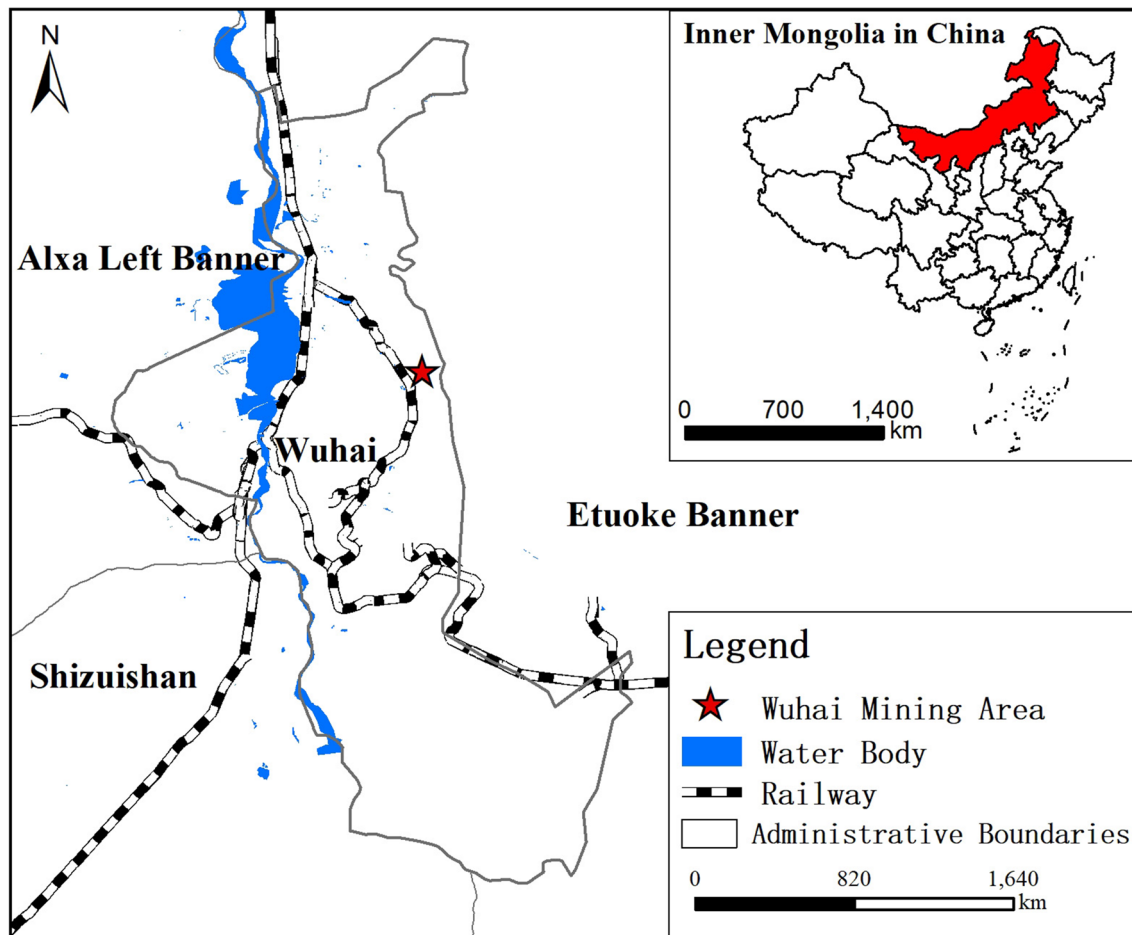 N
Inner Mongolia in China
Alxa Left Banner
0 700 1,400
km
Wuhai
Etuoke Banner
Shizuishan
Legend
Wuhai Mining Area
Water Body
Railway
Administrative Boundaries
0 820 1,640
km